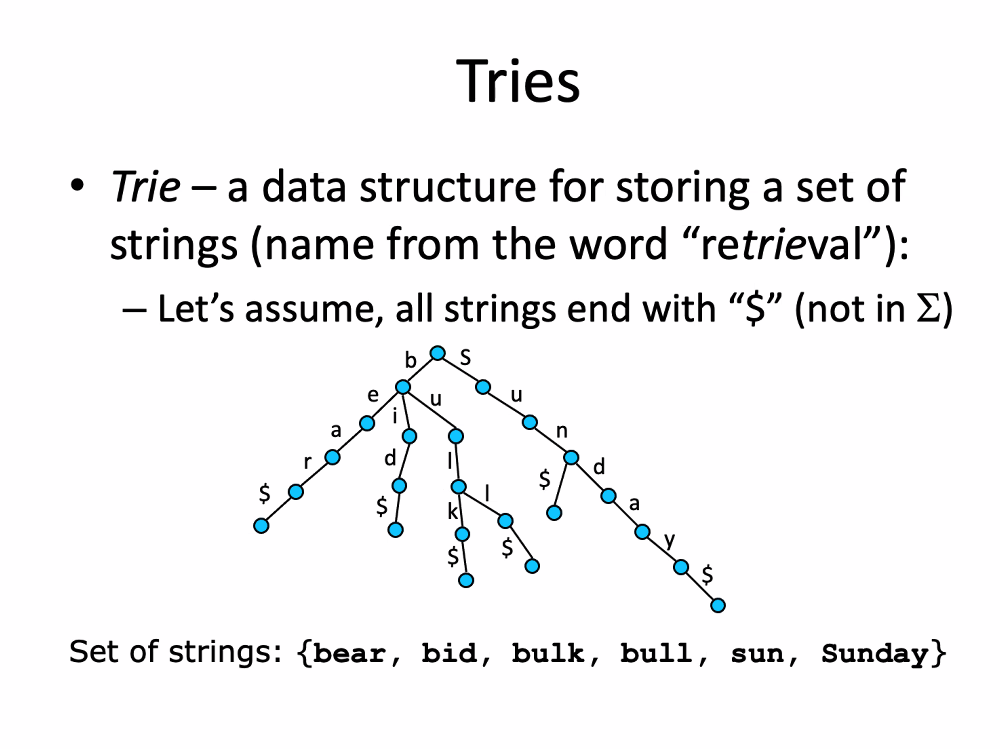 Tries
• Trie – a data structure for storing a set of
strings (name from the word “retrieval”):
– Let’s assume, all strings end with “$” (not in Σ)
b S
e i u u
a n
r d l $ d
$ $ k l a
$ $ y
$
Set of strings: {bear, bid, bulk, bull, sun, Sunday}